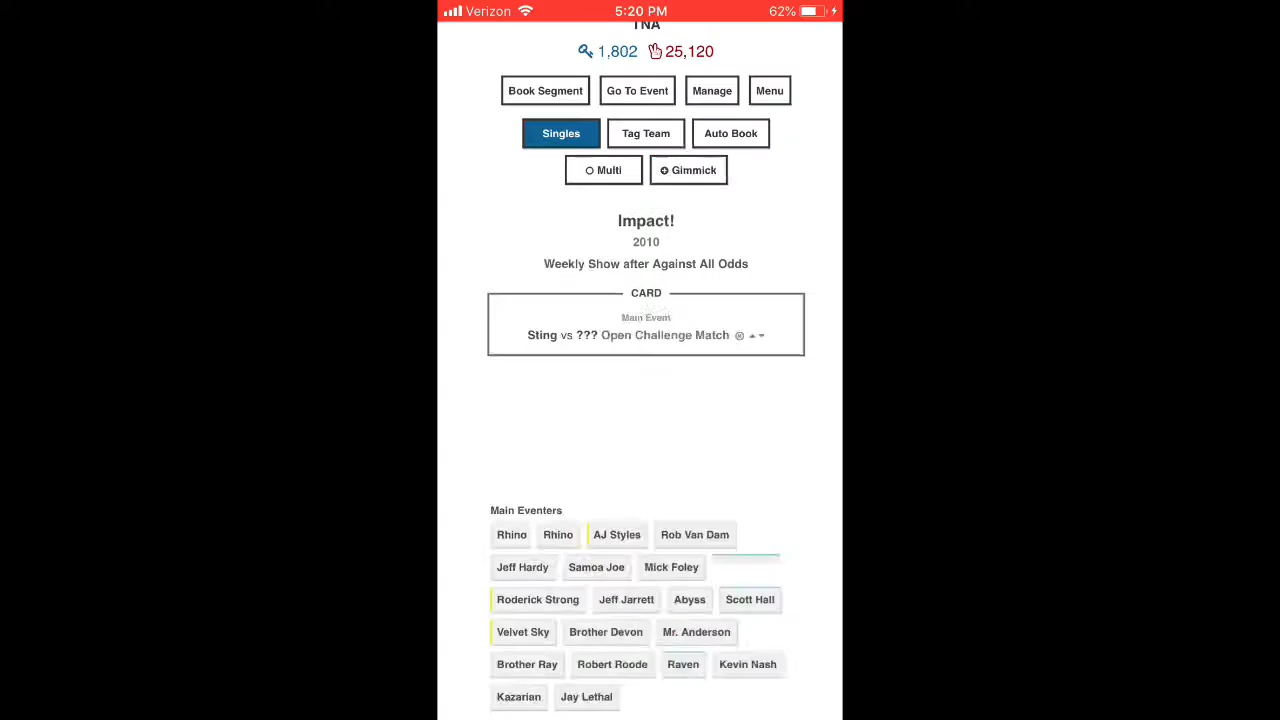 Verizon 5:20 PM 62%
TNA
1,802 25,120
Book Segment Go To Event Manage Menu
Singles Tag Team Auto Book
Multi Gimmick
Impact!
2010
Weekly Show after Against All Odds
CARD
Main Event
Sting vs ??? Open Challenge Match
Main Eventers
Rhino Rhino AJ Styles Rob Van Dam
Jeff Hardy Samoa Joe Mick Foley
Roderick Strong Jeff Jarrett Abyss Scott Hall
Velvet Sky Brother Devon Mr. Anderson
Brother Ray Robert Roode Raven Kevin Nash
Kazarian Jay Lethal